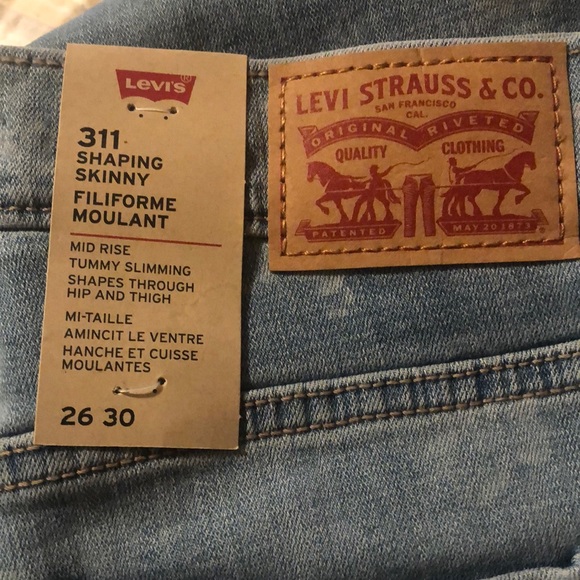 LEVI'S®
311
SHAPING
SKINNY
FILIFORME
MOULANT
MID RISE
TUMMY SLIMMING
SHAPES THROUGH
HIP AND THIGH
MI-TAILLE
AMINCIT LE VENTRE
HANCHE ET CUISSE
MOULANTES
26 30
LEVI STRAUSS & CO.
SAN FRANCISCO
CAL.
ORIGINAL RIVETED
QUALITY CLOTHING
PATENTED MAY 20 1873